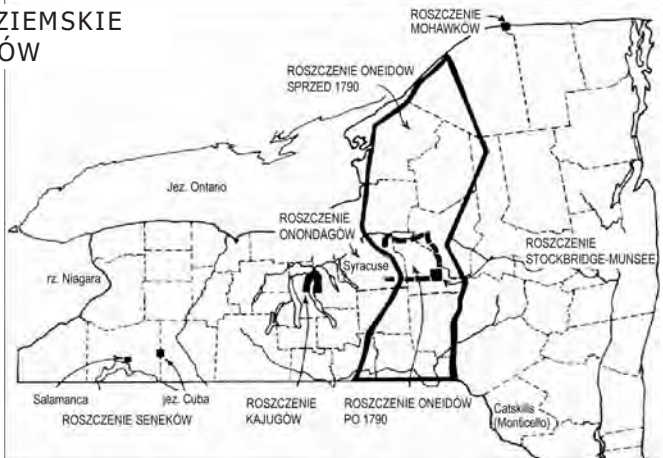 ZIEMSKIE
ÓW
ROSZCZENIE
MOHAWKÓW
ROSZCZENIE ONEIDÓW
SPRZED 1790
Jez. Ontario
ROSZCZENIE
ONONDAGÓW
Syracuse
ROSZCZENIE
STOCKBRIDGE-MUNSEE
rz. Niagara
Salamanca
jez. Cuba
ROSZCZENIE SENEKÓW
ROSZCZENIE
KAJUGÓW
ROSZCZENIE ONEIDÓW
PO 1790
Catskills
(Monticello)